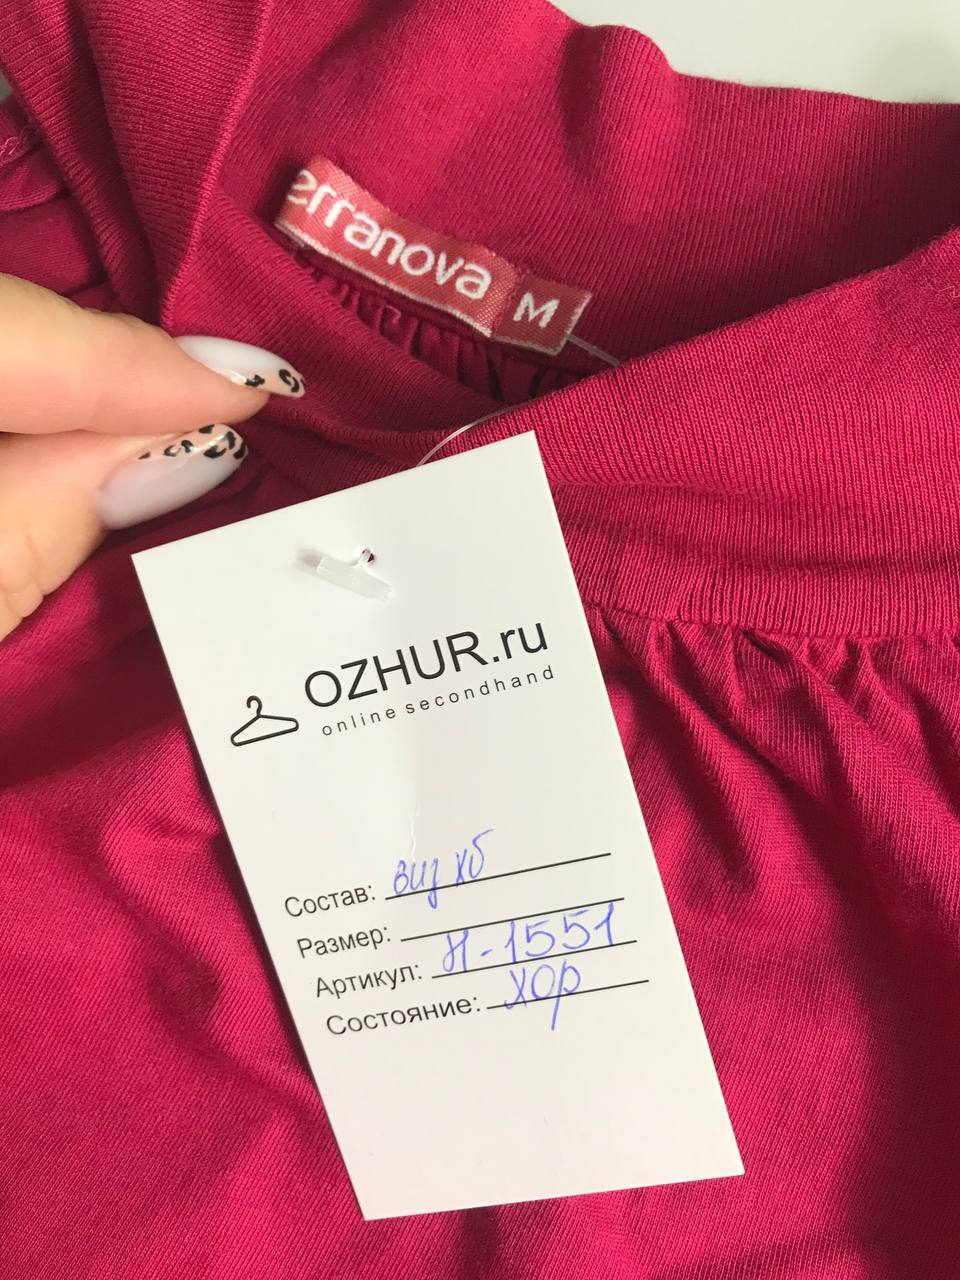 erranova M
OZHUR.ru
online secondhand
Состав: виз хб
Размер:
Артикул: Н-1551
Состояние: хор